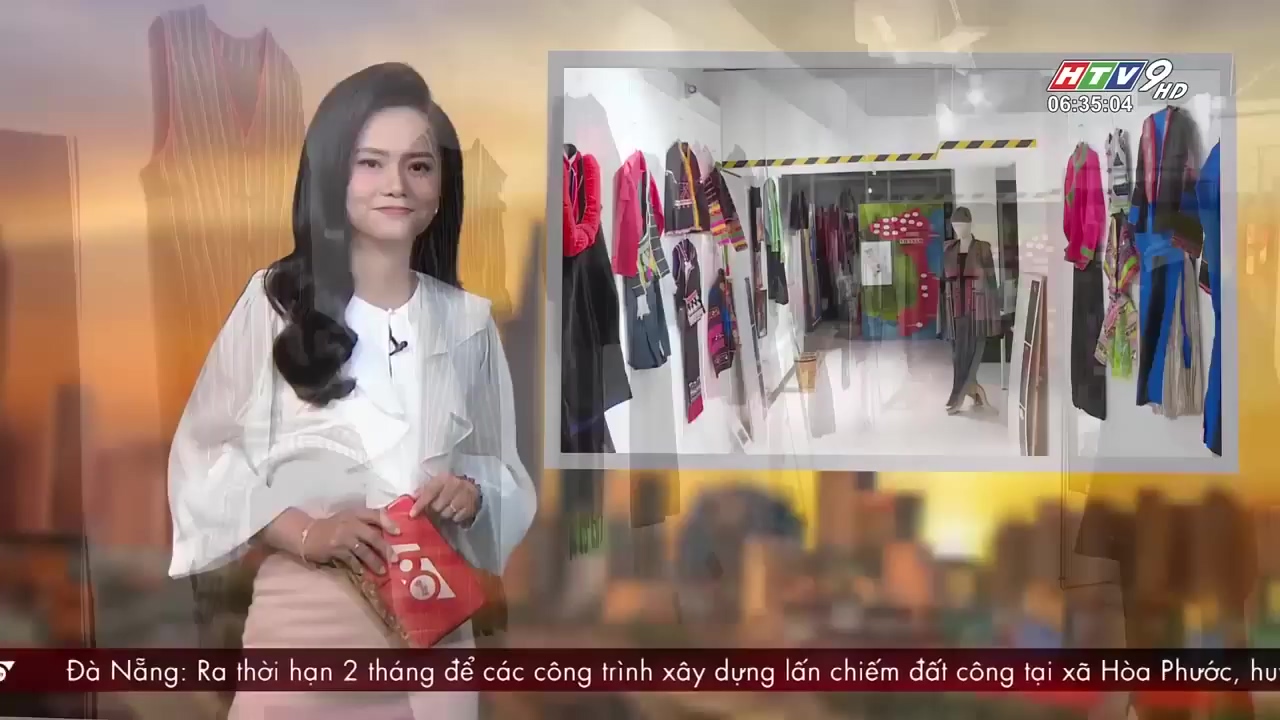 HTV9 HD
06:35:04
Đà Nẵng: Ra thời hạn 2 tháng để các công trình xây dựng lấn chiếm đất công tại xã Hòa Phước,